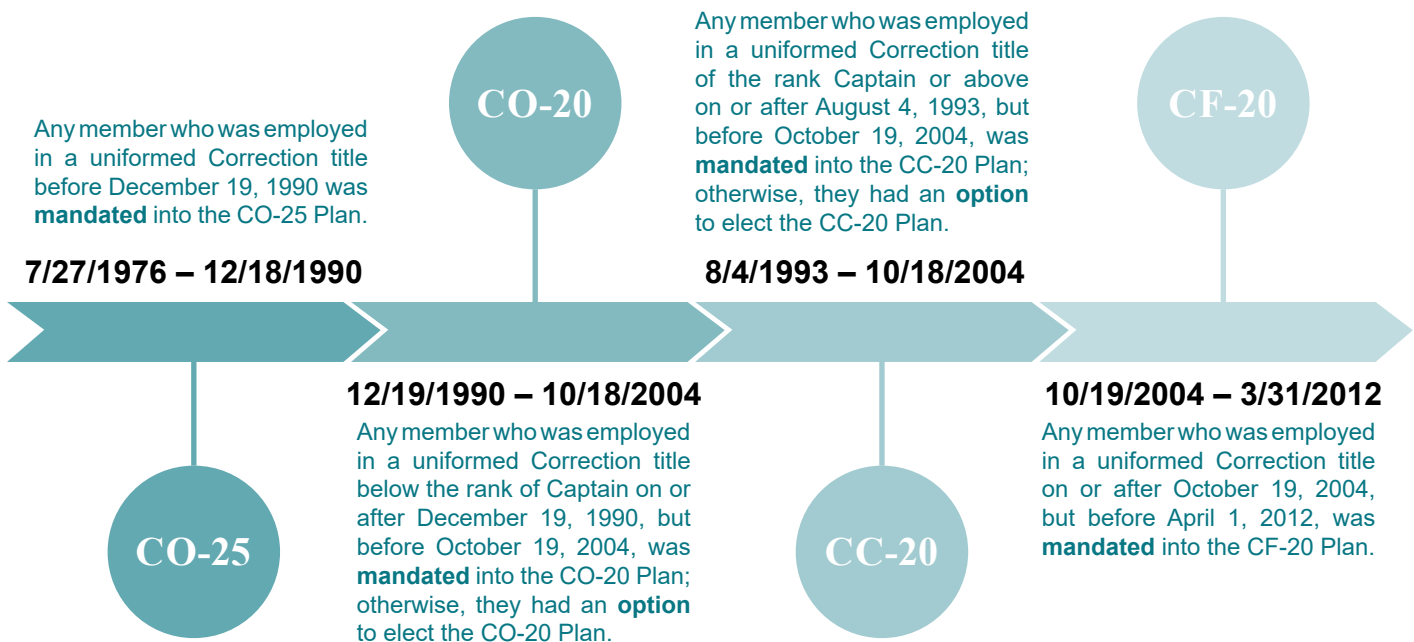 Any member who was employed
in a uniformed Correction title
before December 19, 1990 was
mandated into the CO-25 Plan.
7/27/1976 – 12/18/1990
CO-25
CO-20
12/19/1990 – 10/18/2004
Any member who was employed
in a uniformed Correction title
below the rank of Captain on or
after December 19, 1990, but
before October 19, 2004, was
mandated into the CO-20 Plan;
otherwise, they had an option
to elect the CO-20 Plan.
Any member who was employed
in a uniformed Correction title
of the rank Captain or above
on or after August 4, 1993, but
before October 19, 2004, was
mandated into the CC-20 Plan;
otherwise, they had an option
to elect the CC-20 Plan.
8/4/1993 – 10/18/2004
CC-20
CF-20
10/19/2004 – 3/31/2012
Any member who was employed
in a uniformed Correction title
on or after October 19, 2004,
but before April 1, 2012, was
mandated into the CF-20 Plan.